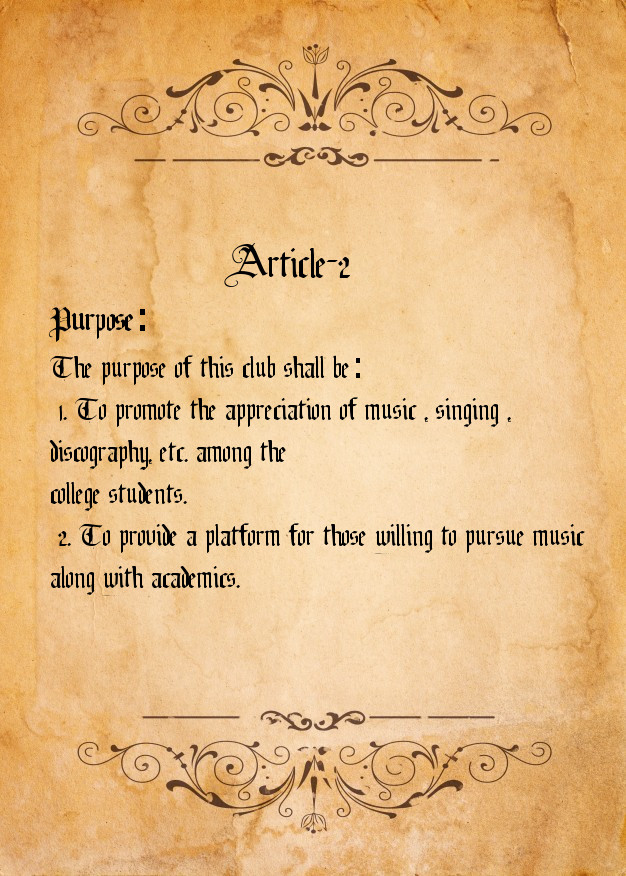 Article-2
Purpose:
The purpose of this club shall be:
1. To promote the appreciation of music , singing ,
discography, etc. among the
college students.
2. To provide a platform for those willing to pursue music
along with academics.